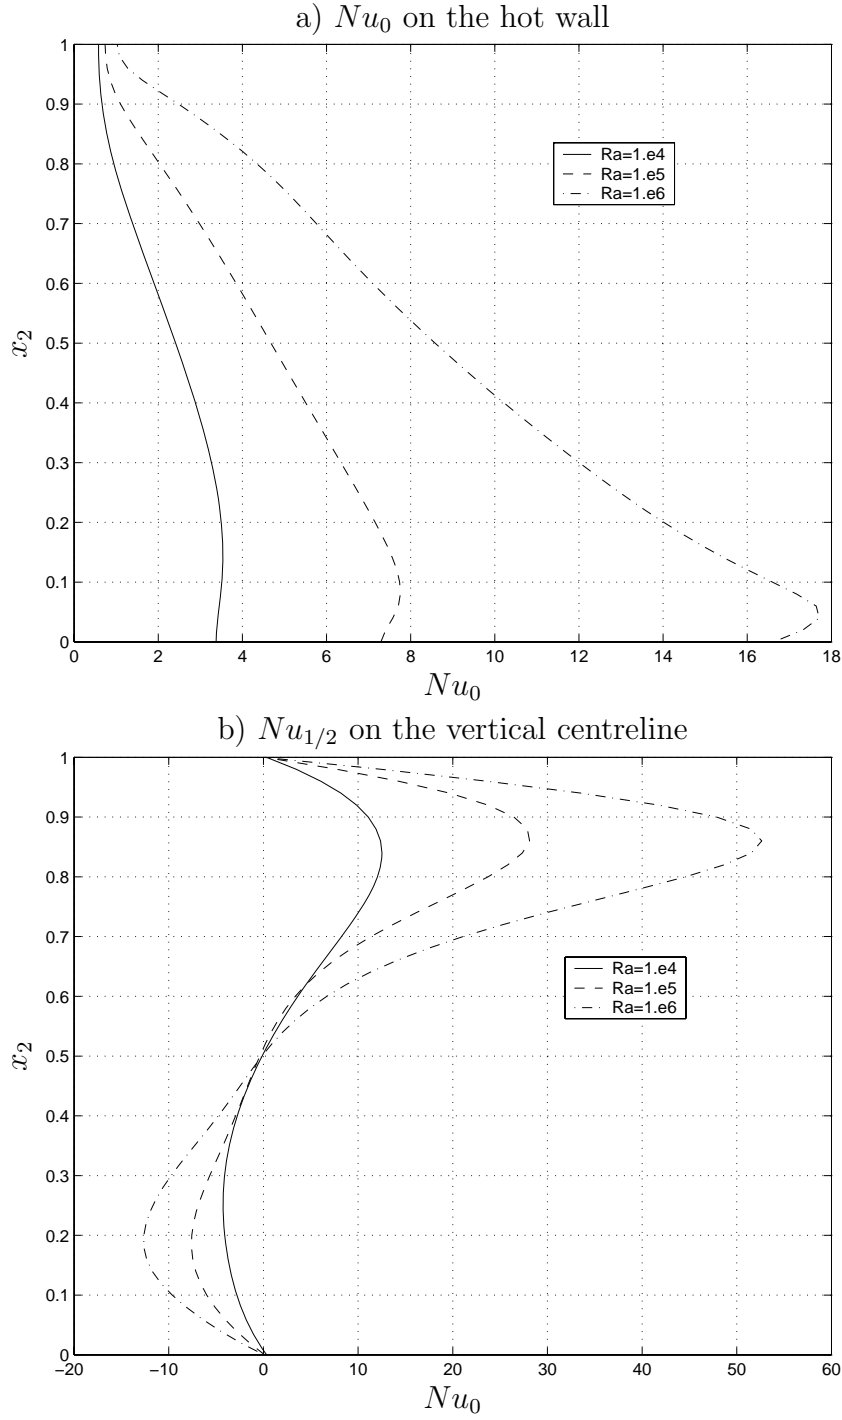 a) Nu₀ on the hot wall
1
0.9
0.8
0.7
0.6
0.5
0.4
0.3
0.2
0.1
0
x₂
Ra=1.e4
Ra=1.e5
Ra=1.e6
0 2 4 6 8 10 12 14 16 18
Nu₀
b) Nu₁/₂ on the vertical centreline
1
0.9
0.8
0.7
0.6
0.5
0.4
0.3
0.2
0.1
0
x₂
Ra=1.e4
Ra=1.e5
Ra=1.e6
−20 −10 0 10 20 30 40 50 60
Nu₀